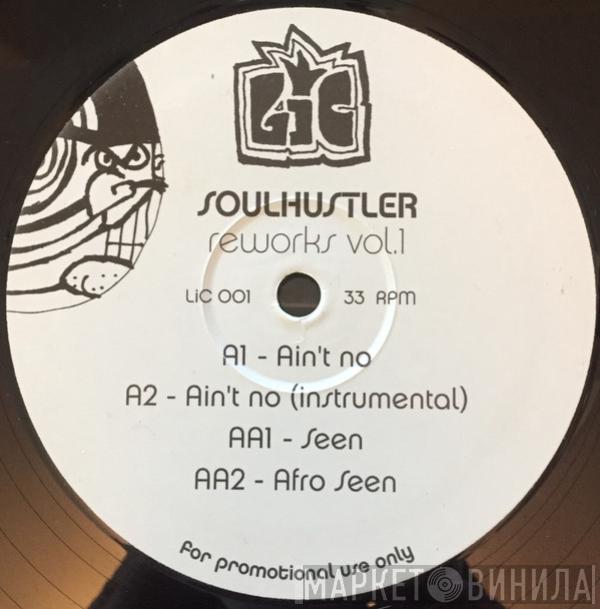 LiC
SOULHUSTLER
reworks vol.1
LiC 001 33 RPM
A1 - Ain't no
A2 - Ain't no (instrumental)
AA1 - Seen
AA2 - Afro Seen
for promotional use only
МАРКЕТ ВИНИЛА